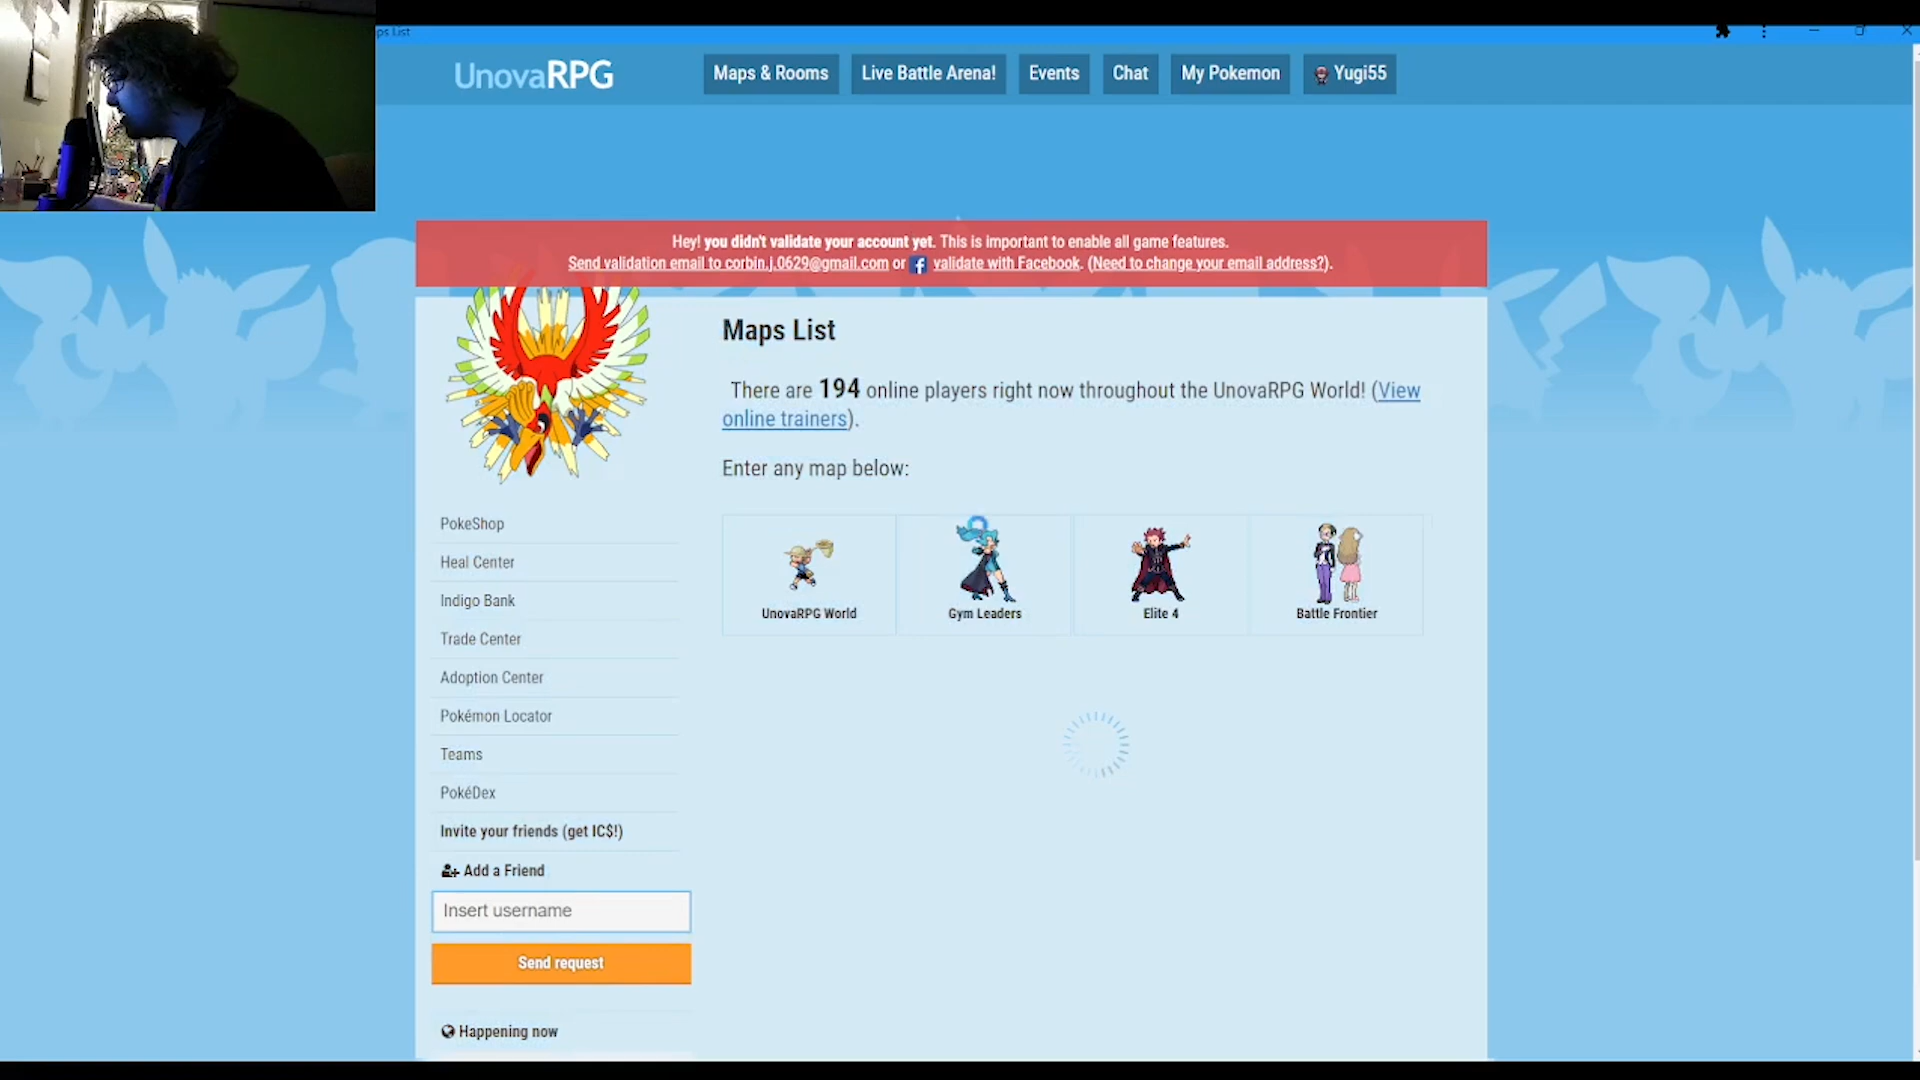 ps List
UnovaRPG
Maps & Rooms
Live Battle Arena!
Events
Chat
My Pokemon
Yugi55
Hey! you didn't validate your account yet. This is important to enable all game features.
Send validation email to corbin.j.0629@gmail.com or validate with Facebook. (Need to change your email address?).
Maps List
There are 194 online players right now throughout the UnovaRPG World! (View
online trainers).
Enter any map below:
UnovaRPG World
Gym Leaders
Elite 4
Battle Frontier
PokeShop
Heal Center
Indigo Bank
Trade Center
Adoption Center
Pokémon Locator
Teams
PokéDex
Invite your friends (get IC$!)
Add a Friend
Insert username
Send request
Happening now